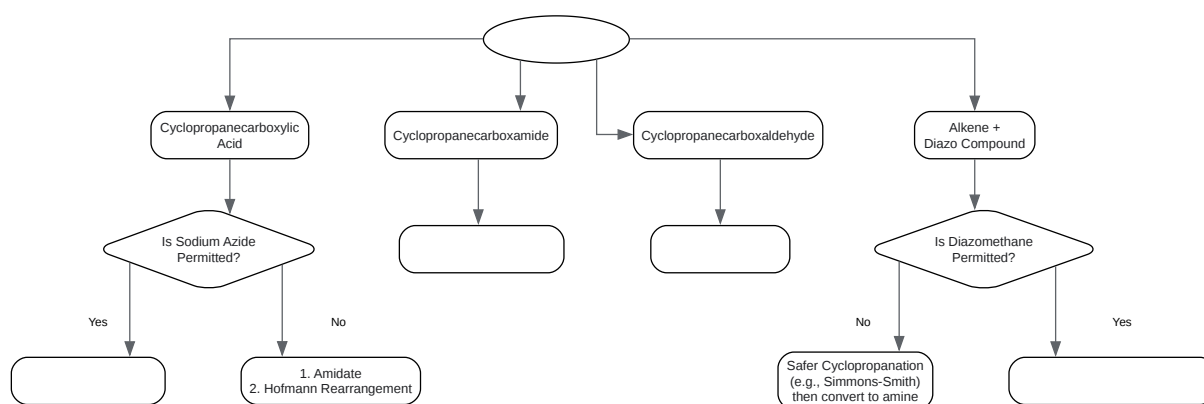 Cyclopropanecarboxylic
Acid
Cyclopropanecarboxamide
Cyclopropanecarboxaldehyde
Alkene +
Diazo Compound
Is Sodium Azide
Permitted?
Is Diazomethane
Permitted?
Yes
No
No
Yes
1. Amidate
2. Hofmann Rearrangement
Safer Cyclopropanation
(e.g., Simmons-Smith)
then convert to amine